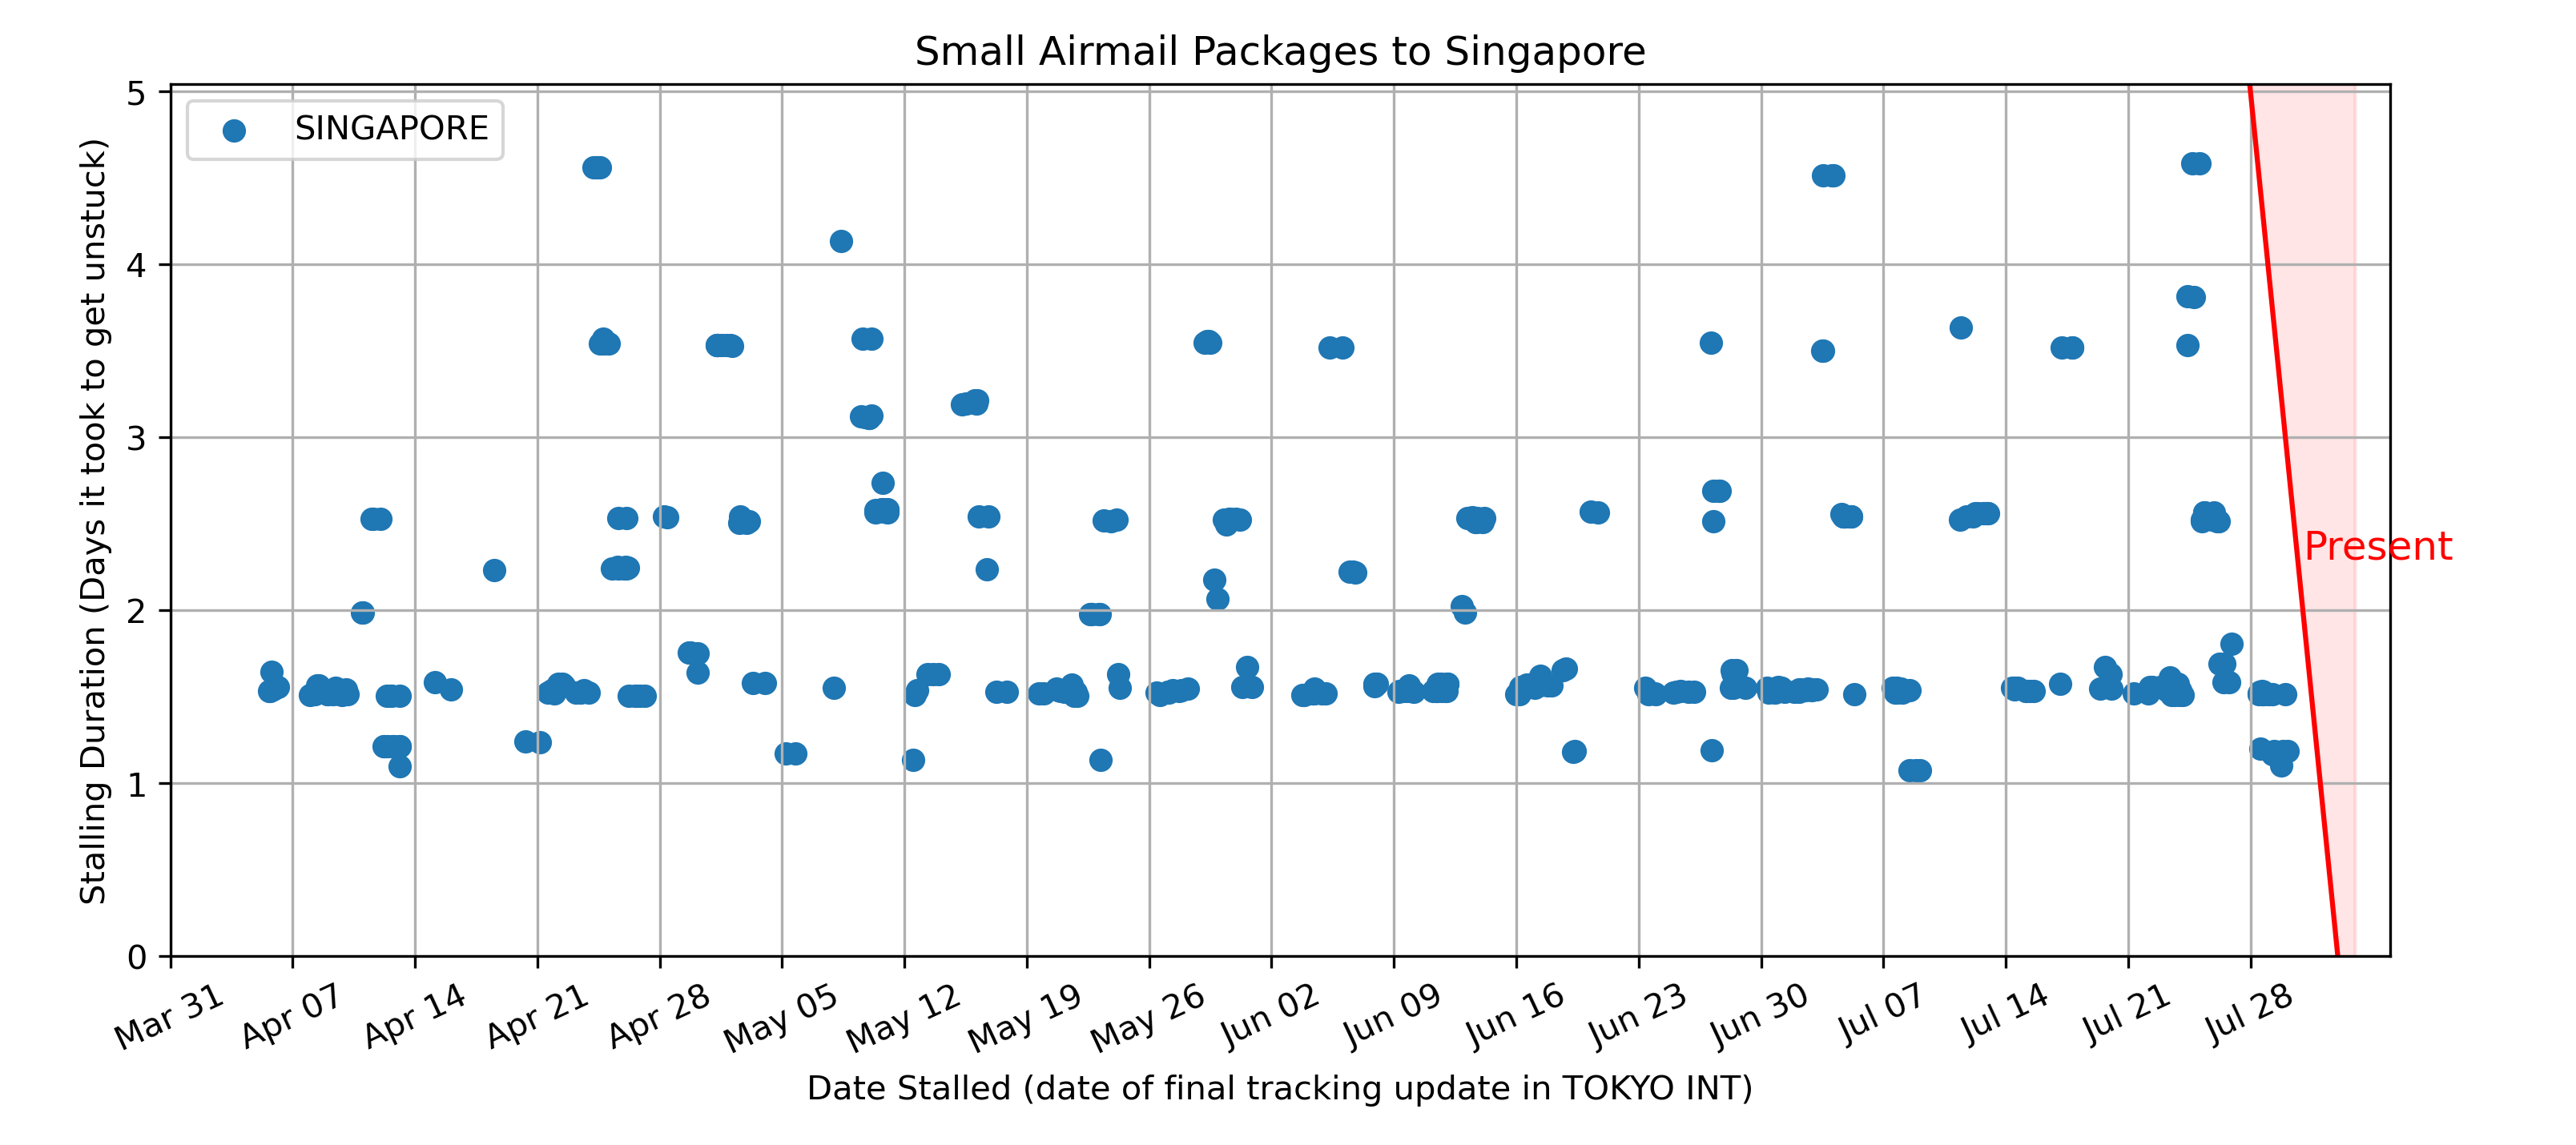 Small Airmail Packages to Singapore
SINGAPORE
Stalling Duration (Days it took to get unstuck)
5
4
3
2
1
0
Present
Mar 31
Apr 07
Apr 14
Apr 21
Apr 28
May 05
May 12
May 19
May 26
Jun 02
Jun 09
Jun 16
Jun 23
Jun 30
Jul 07
Jul 14
Jul 21
Jul 28
Date Stalled (date of final tracking update in TOKYO INT)